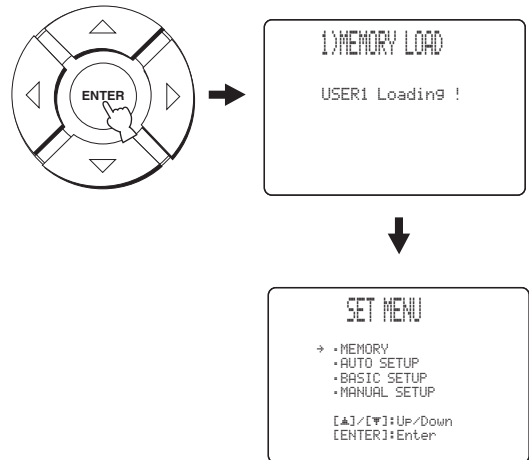 ENTER
1)MEMORY LOAD
USER1 Loading !
SET MENU
→ ･MEMORY
･AUTO SETUP
･BASIC SETUP
･MANUAL SETUP
[▲]/[▼]:Up/Down
[ENTER]:Enter